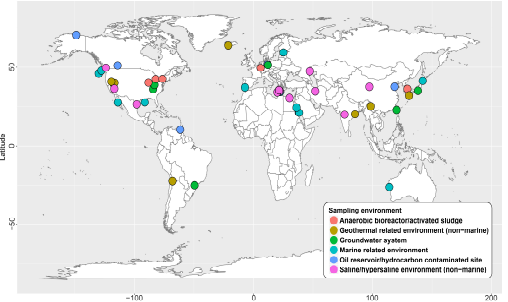 50
0
−50
Latitude
−100
0
100
200
Sampling environment
Anaerobic bioreactor/activated sludge
Geothermal related environment (non−marine)
Groundwater system
Marine related environment
Oil reservoir/hydrocarbon contaminated site
Saline/hypersaline environment (non−marine)